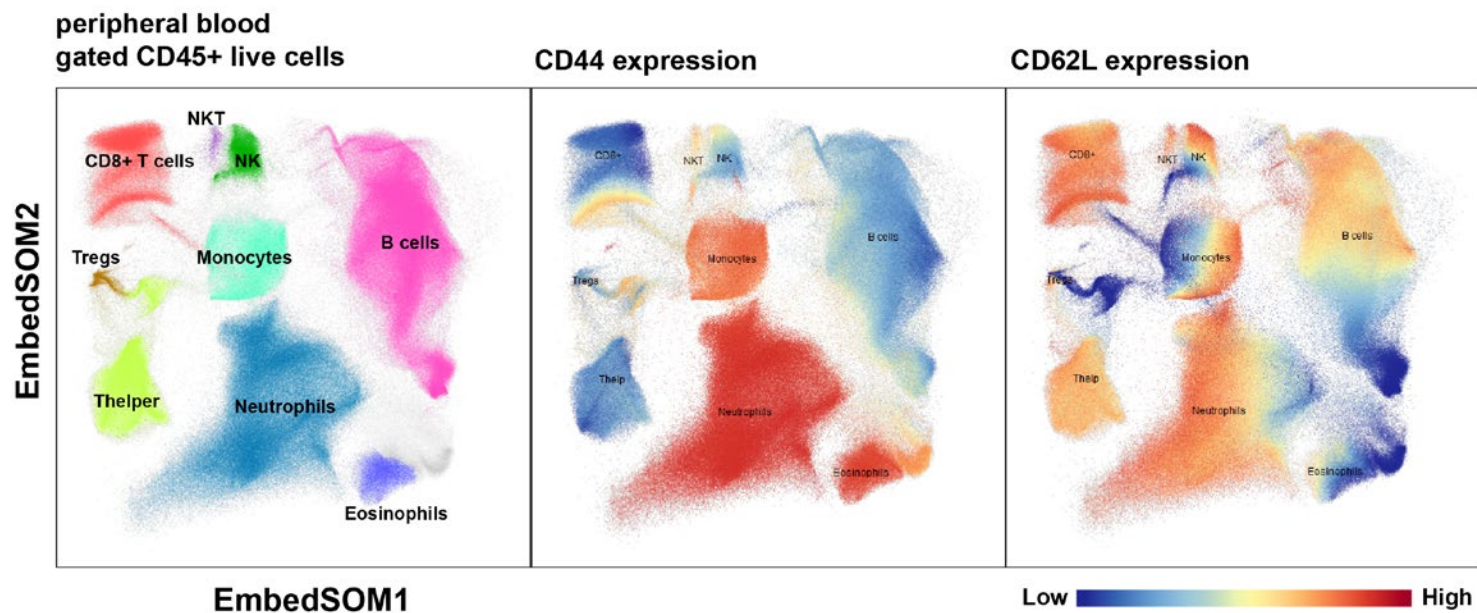 peripheral blood
gated CD45+ live cells
CD44 expression
CD62L expression
NKT
CD8+ T cells
NK
B cells
Tregs
Monocytes
Thelper
Neutrophils
Eosinophils
CD8+
NKT
NK
B cells
Monocytes
Tregs
Thelp
Neutrophils
Eosinophils
CD8+
NKT
NK
B cells
Monocytes
Tregs
Thelp
Neutrophils
Eosinophils
EmbedSOM2
EmbedSOM1
Low
High